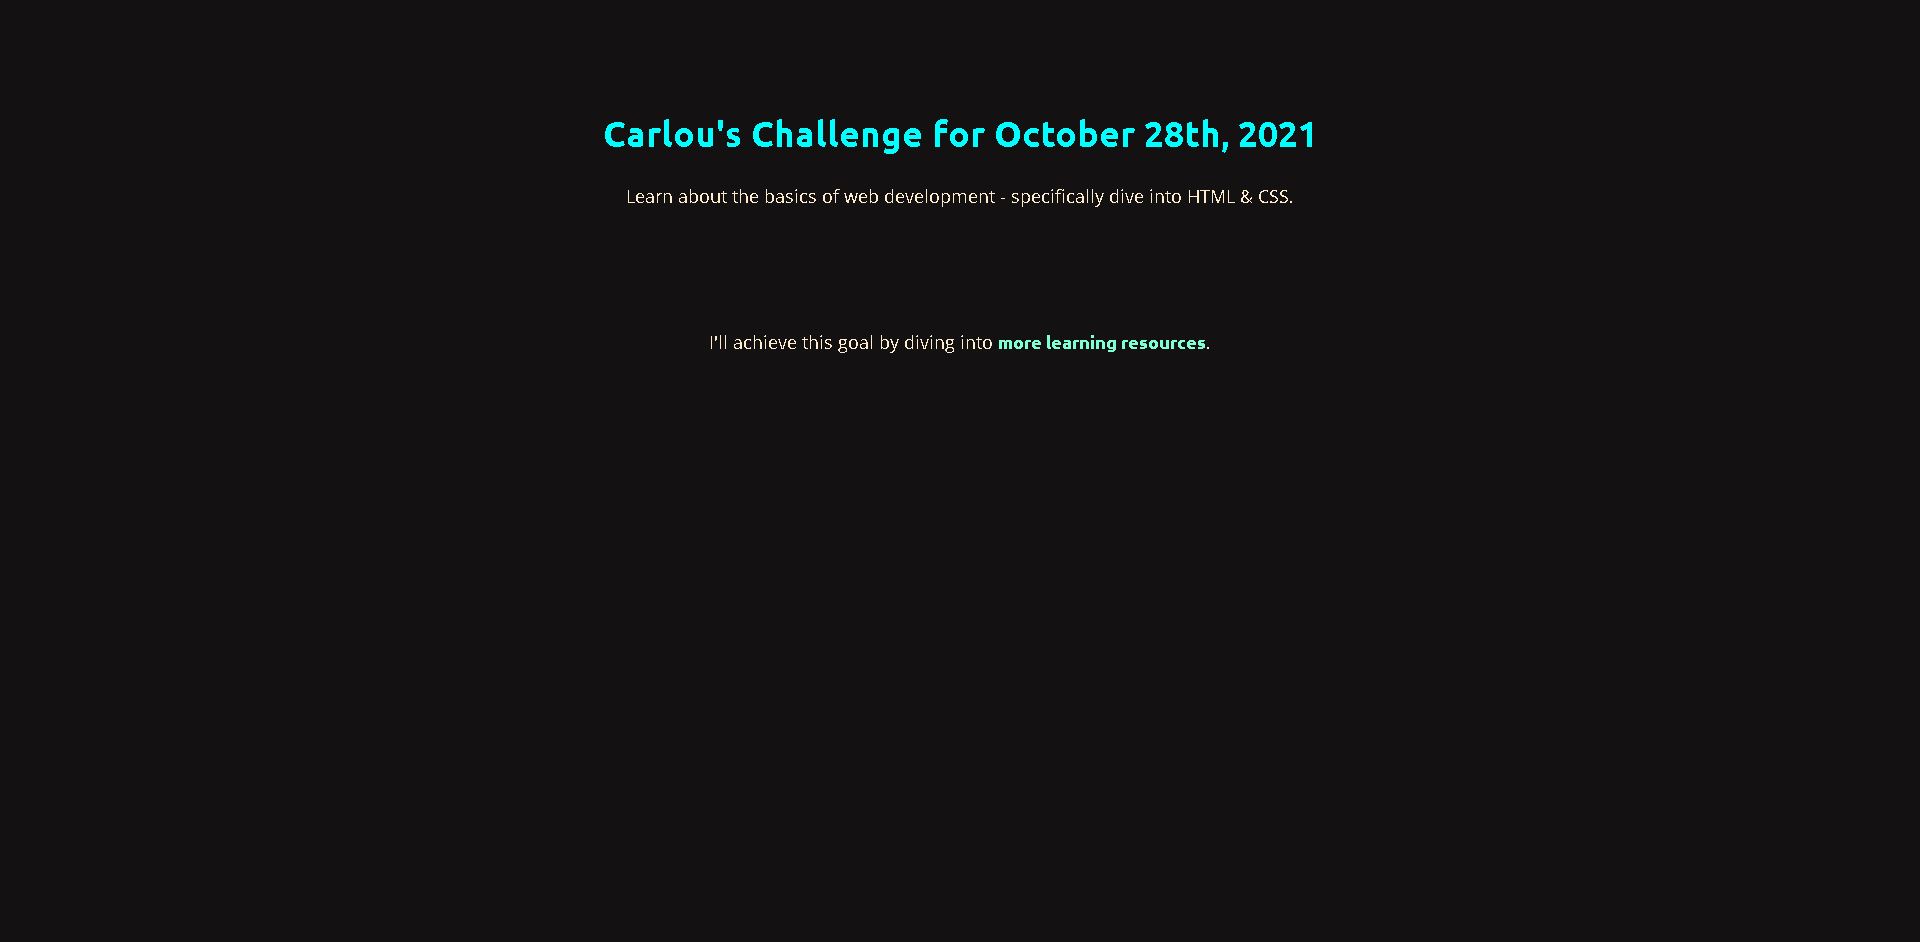 Carlou's Challenge for October 28th, 2021
Learn about the basics of web development - specifically dive into HTML & CSS.
I'll achieve this goal by diving into more learning resources.